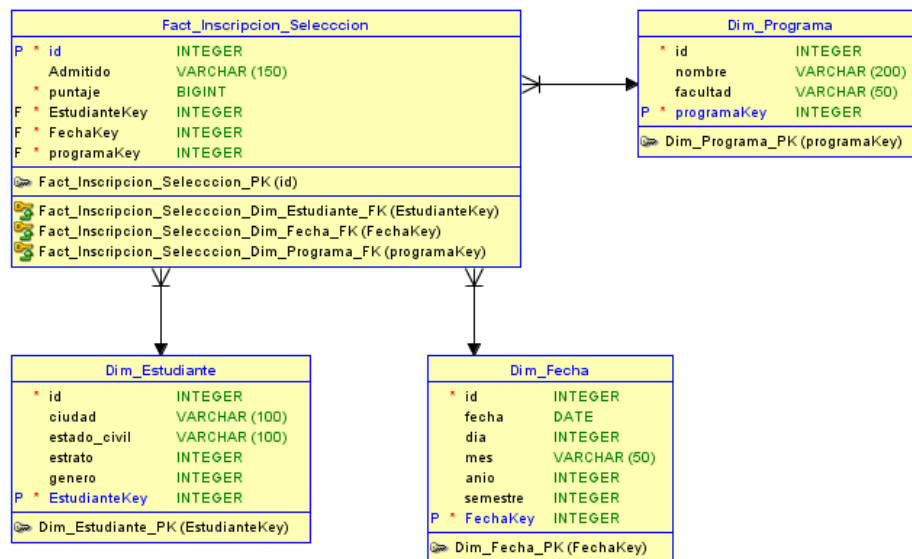 Fact_Inscripcion_Selecccion
P * id INTEGER
Admitido VARCHAR (150)
* puntaje BIGINT
F * EstudianteKey INTEGER
F * FechaKey INTEGER
F * programaKey INTEGER
Fact_Inscripcion_Selecccion_PK (id)
Fact_Inscripcion_Selecccion_Dim_Estudiante_FK (EstudianteKey)
Fact_Inscripcion_Selecccion_Dim_Fecha_FK (FechaKey)
Fact_Inscripcion_Selecccion_Dim_Programa_FK (programaKey)
Dim_Programa
* id INTEGER
nombre VARCHAR (200)
facultad VARCHAR (50)
P * programaKey INTEGER
Dim_Programa_PK (programaKey)
Dim_Estudiante
* id INTEGER
ciudad VARCHAR (100)
estado_civil VARCHAR (100)
estrato INTEGER
genero INTEGER
P * EstudianteKey INTEGER
Dim_Estudiante_PK (EstudianteKey)
Dim_Fecha
* id INTEGER
fecha DATE
dia INTEGER
mes VARCHAR (50)
anio INTEGER
semestre INTEGER
P * FechaKey INTEGER
Dim_Fecha_PK (FechaKey)